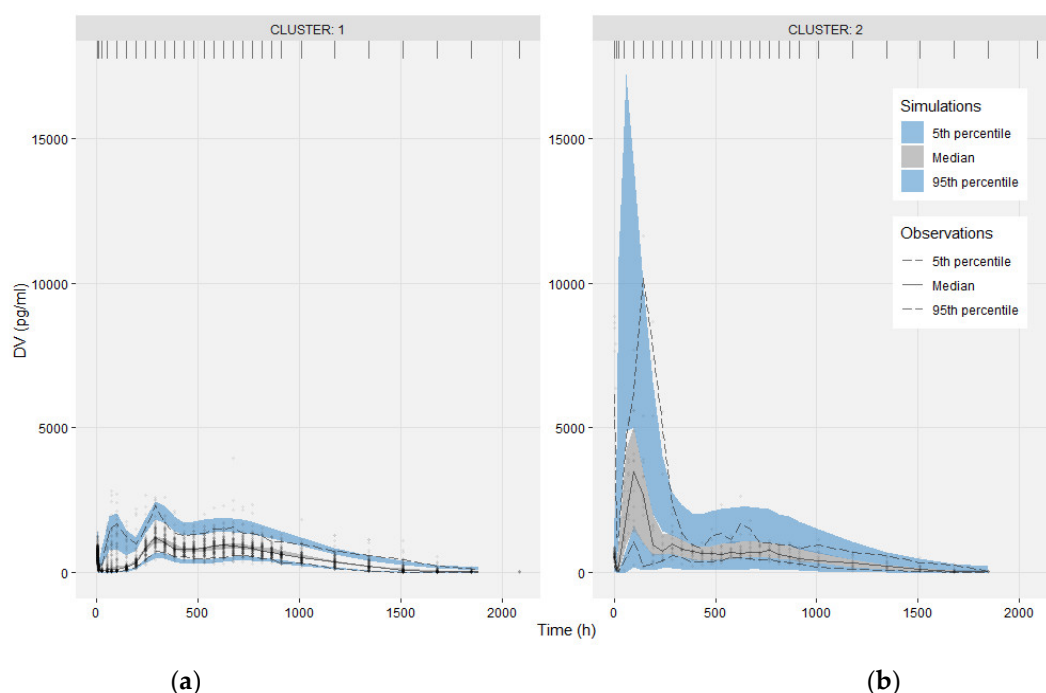 CLUSTER: 1
CLUSTER: 2
DV (pg/ml)
15000
10000
5000
0
0
500
1000
1500
2000
15000
10000
5000
0
0
500
1000
1500
2000
Simulations
5th percentile
Median
95th percentile
Observations
5th percentile
Median
95th percentile
Time (h)
(a)
(b)